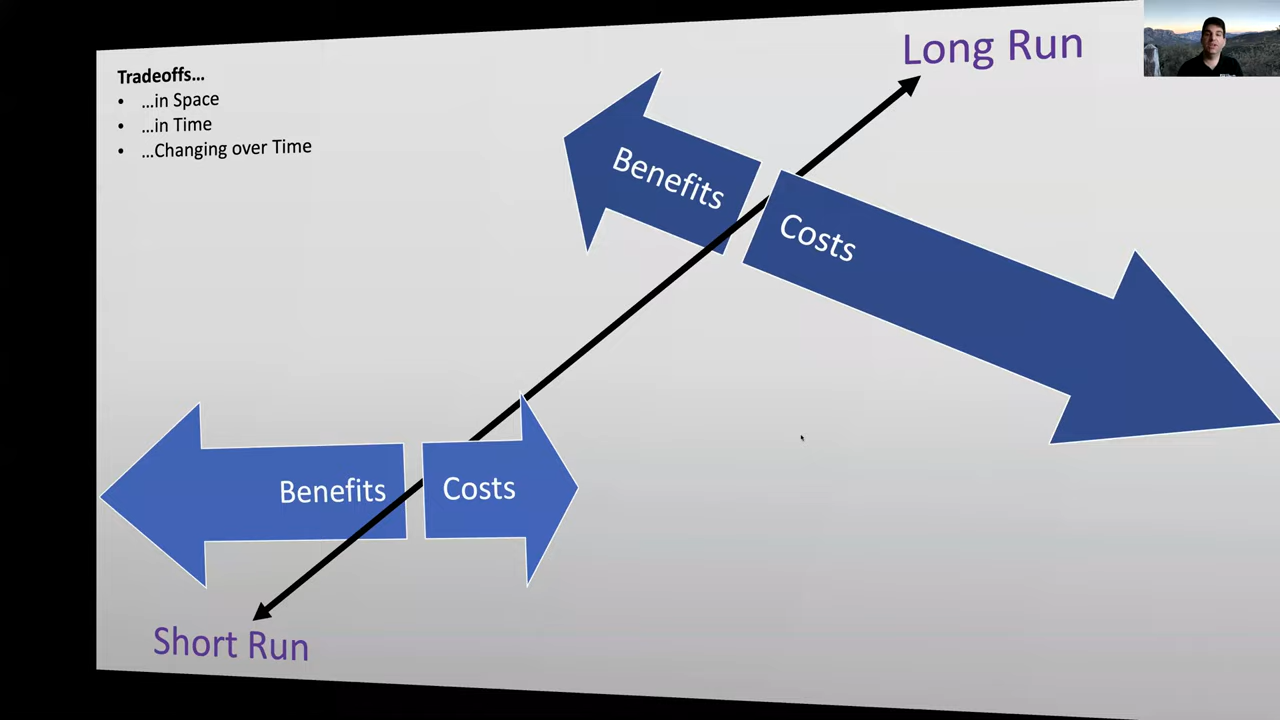 Tradeoffs...
• ...in Space
• ...in Time
• ...Changing over Time
Long Run
Benefits
Costs
Benefits
Costs
Short Run